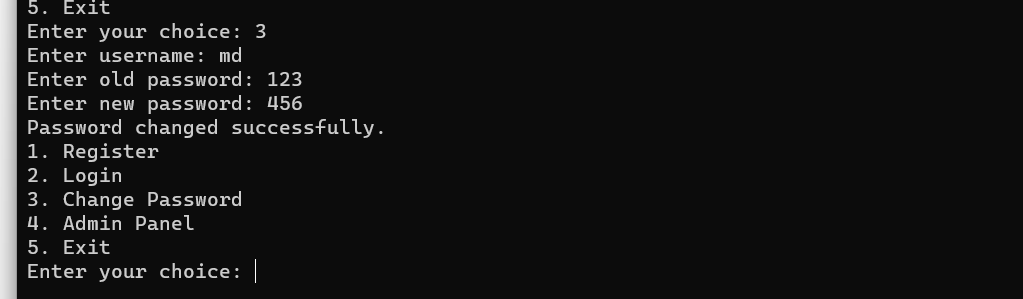 5. Exit
Enter your choice: 3
Enter username: md
Enter old password: 123
Enter new password: 456
Password changed successfully.
1. Register
2. Login
3. Change Password
4. Admin Panel
5. Exit
Enter your choice: